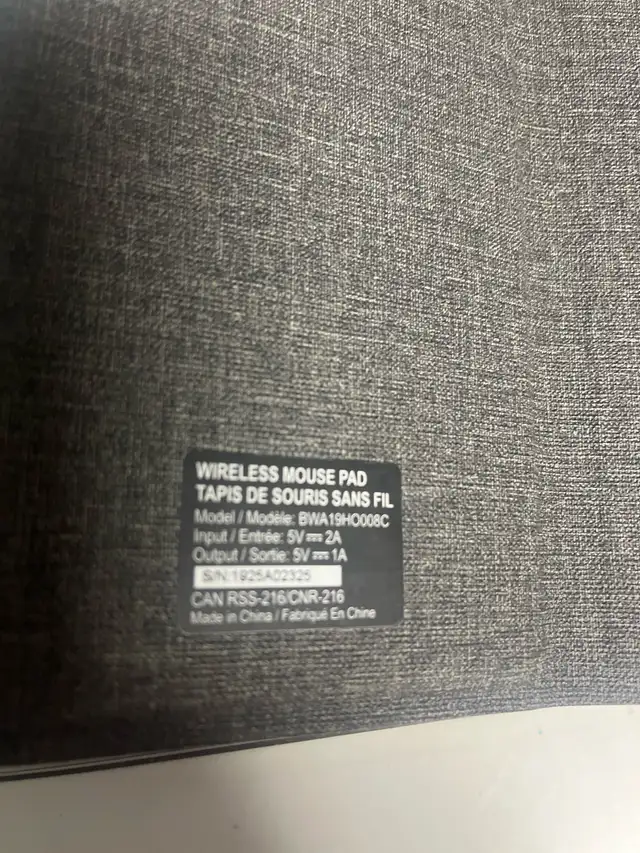 WIRELESS MOUSE PAD
TAPIS DE SOURIS SANS FIL
Model / Modèle: BWA19HO008C
Input / Entrée: 5V ⎓ 2A
Output / Sortie: 5V ⎓ 1A
S/N:1925A02325
CAN RSS-216/CNR-216
Made in China / Fabriqué En Chine